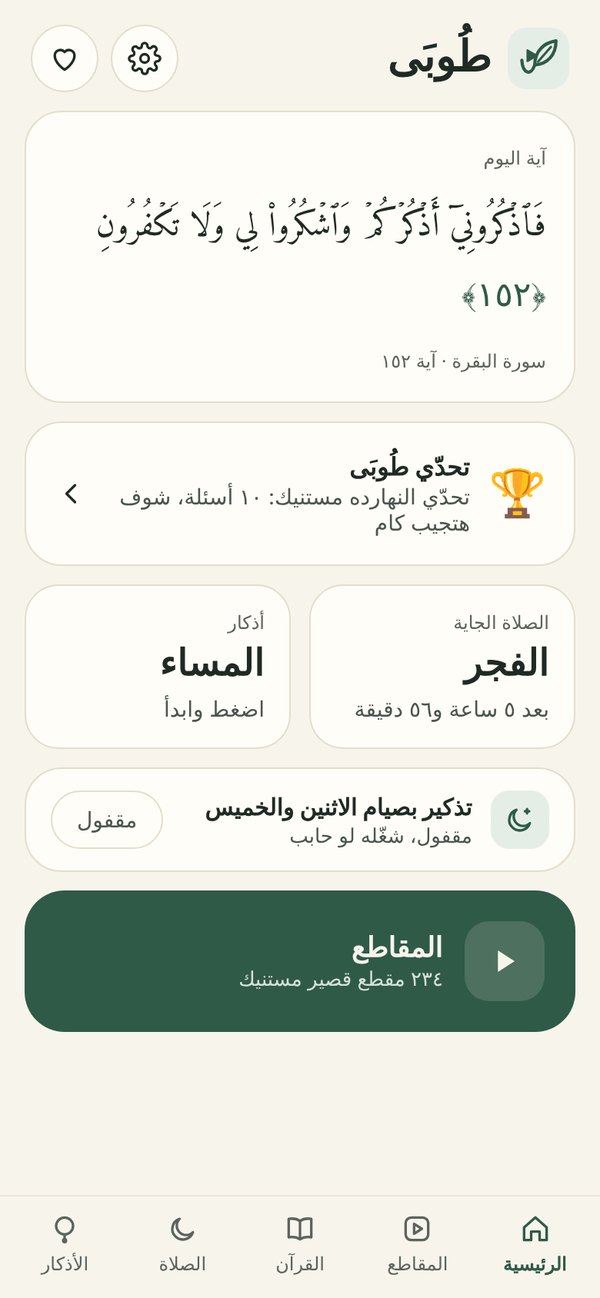 طُوبَى
آية اليوم
فَٱذْكُرُونِيٓ أَذْكُرْكُمْ وَٱشْكُرُوا۟ لِي وَلَا تَكْفُرُونِ
﴿١٥٢﴾
سورة البقرة · آية ١٥٢
تحدّي طُوبَى
تحدّي النهارده مستنيك: ١٠ أسئلة، شوف
هتجيب كام
الصلاة الجاية
الفجر
بعد ٥ ساعة و٥٦ دقيقة
أذكار
المساء
اضغط وابدأ
تذكير بصيام الاثنين والخميس
مقفول، شغّله لو حابب
مقفول
المقاطع
٢٣٤ مقطع قصير مستنيك
الرئيسية
المقاطع
القرآن
الصلاة
الأذكار